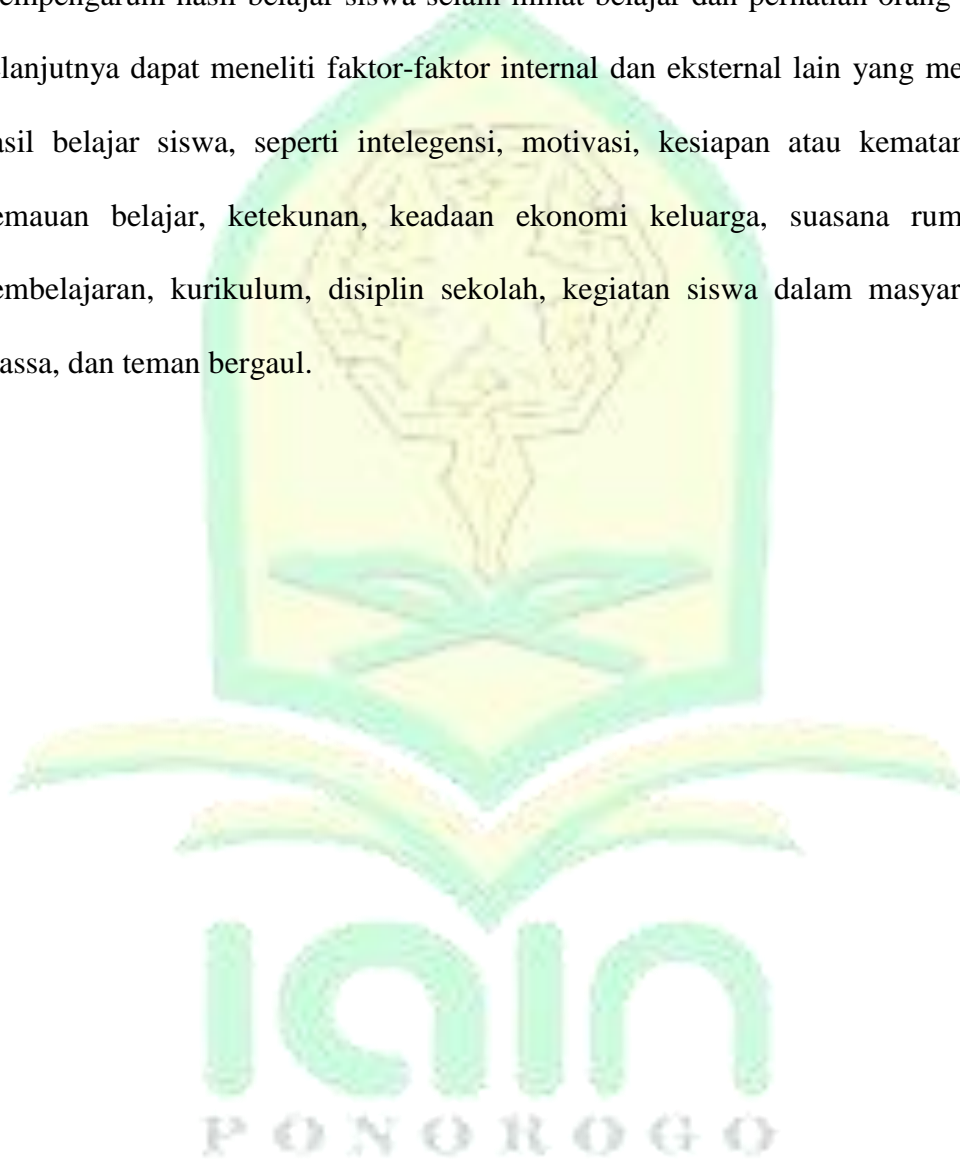 empengaruhi hasil belajar siswa selain minat belajar dan perhatian orang
elanjutnya dapat meneliti faktor-faktor internal dan eksternal lain yang me
asil belajar siswa, seperti intelegensi, motivasi, kesiapan atau kematan
emauan belajar, ketekunan, keadaan ekonomi keluarga, suasana rum
embelajaran, kurikulum, disiplin sekolah, kegiatan siswa dalam masyar
assa, dan teman bergaul.
iain
PONOROGO